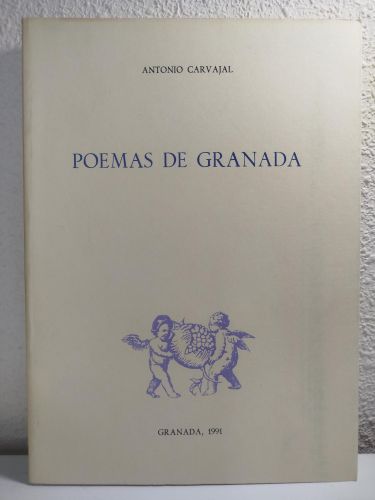 ANTONIO CARVAJAL
POEMAS DE GRANADA
GRANADA, 1991